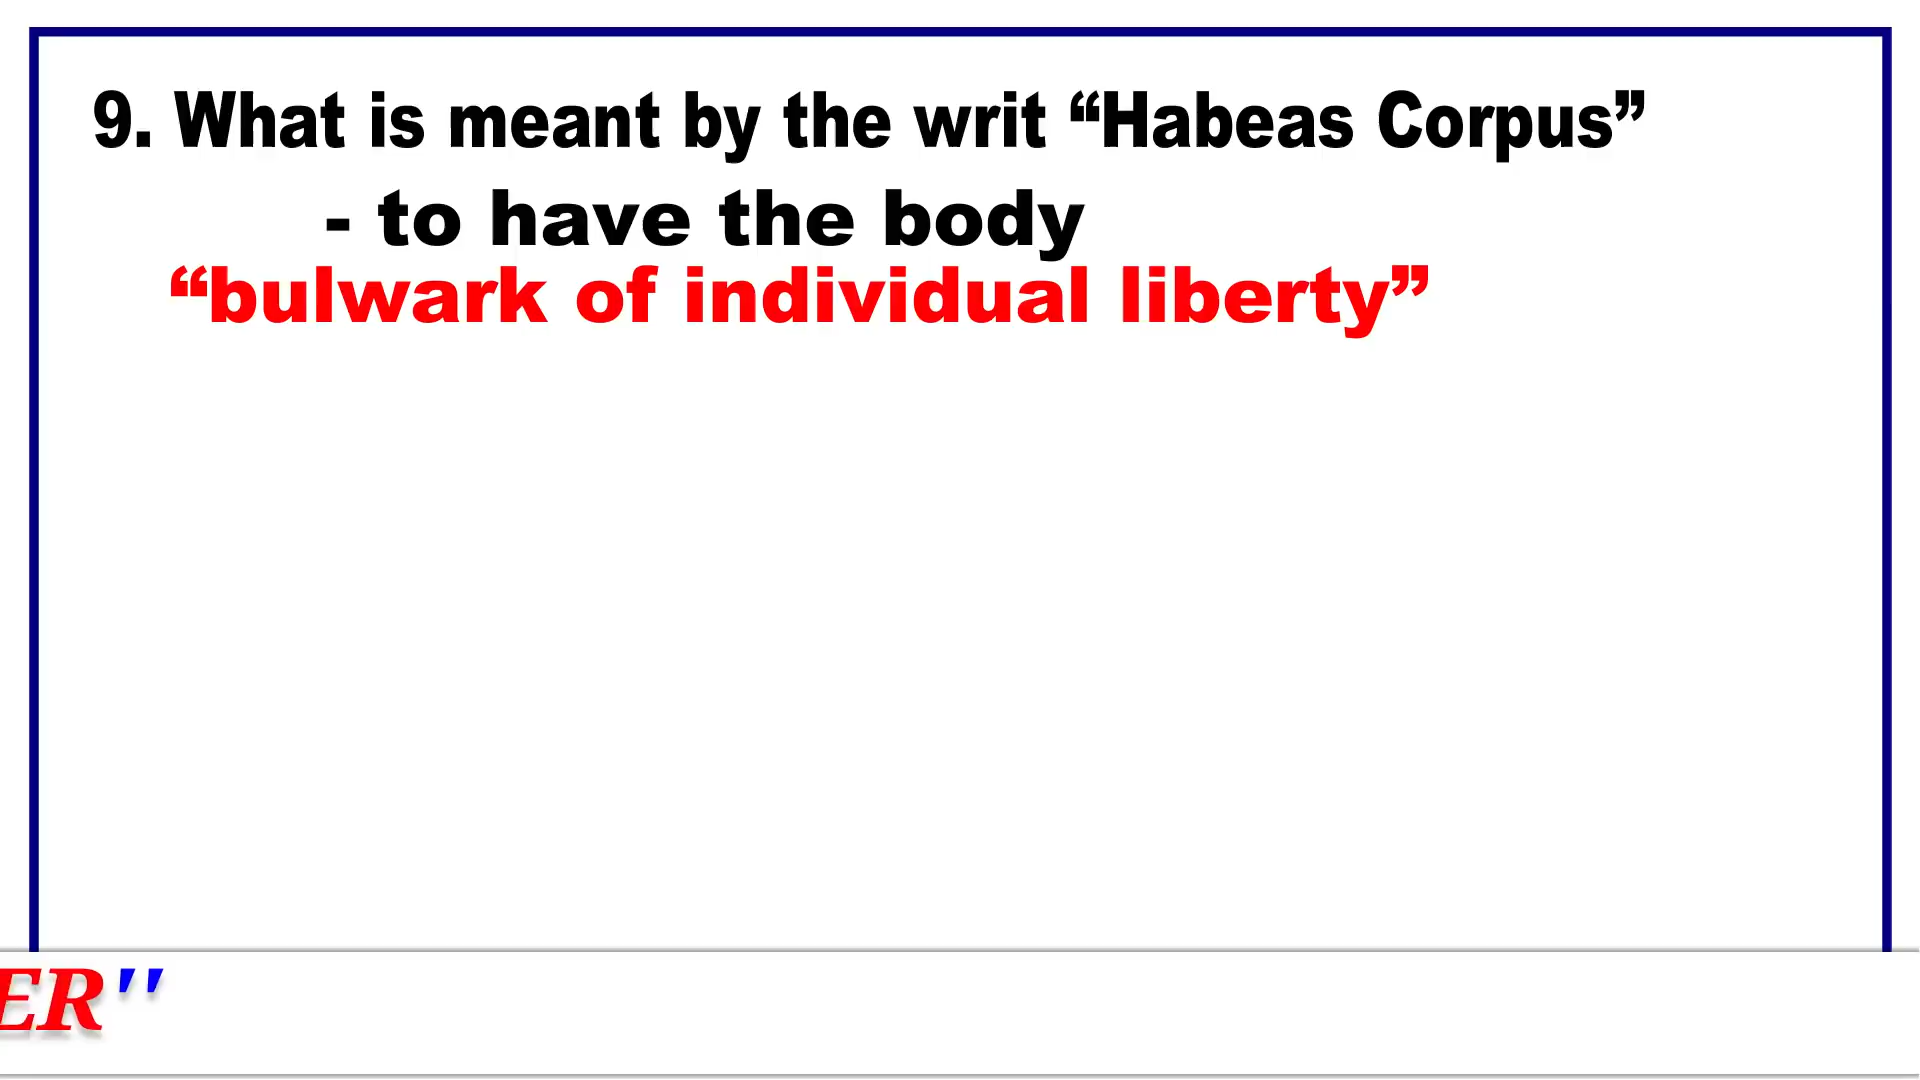 9. What is meant by the writ “Habeas Corpus”
- to have the body
“bulwark of individual liberty”
ER"